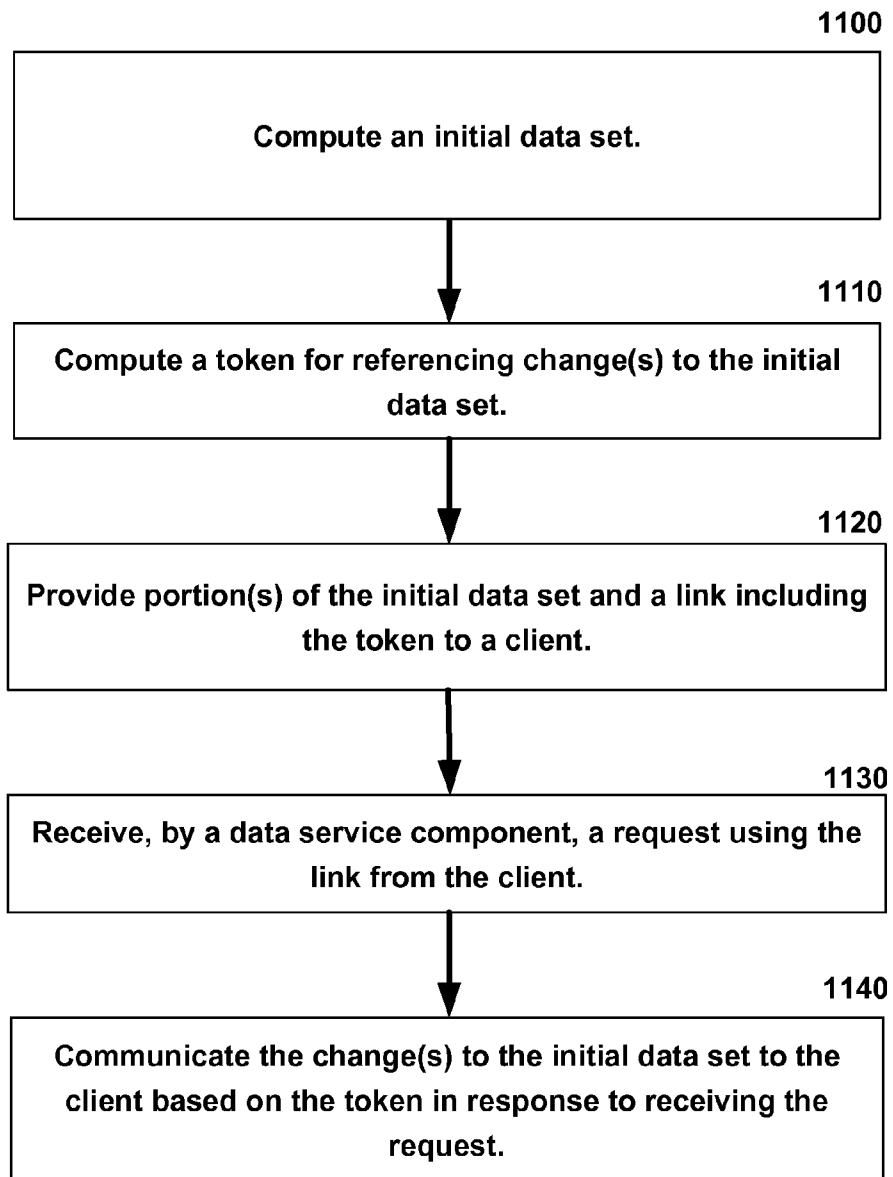 1100
Compute an initial data set.
1110
Compute a token for referencing change(s) to the initial
data set.
1120
Provide portion(s) of the initial data set and a link including
the token to a client.
1130
Receive, by a data service component, a request using the
link from the client.
1140
Communicate the change(s) to the initial data set to the
client based on the token in response to receiving the
request.